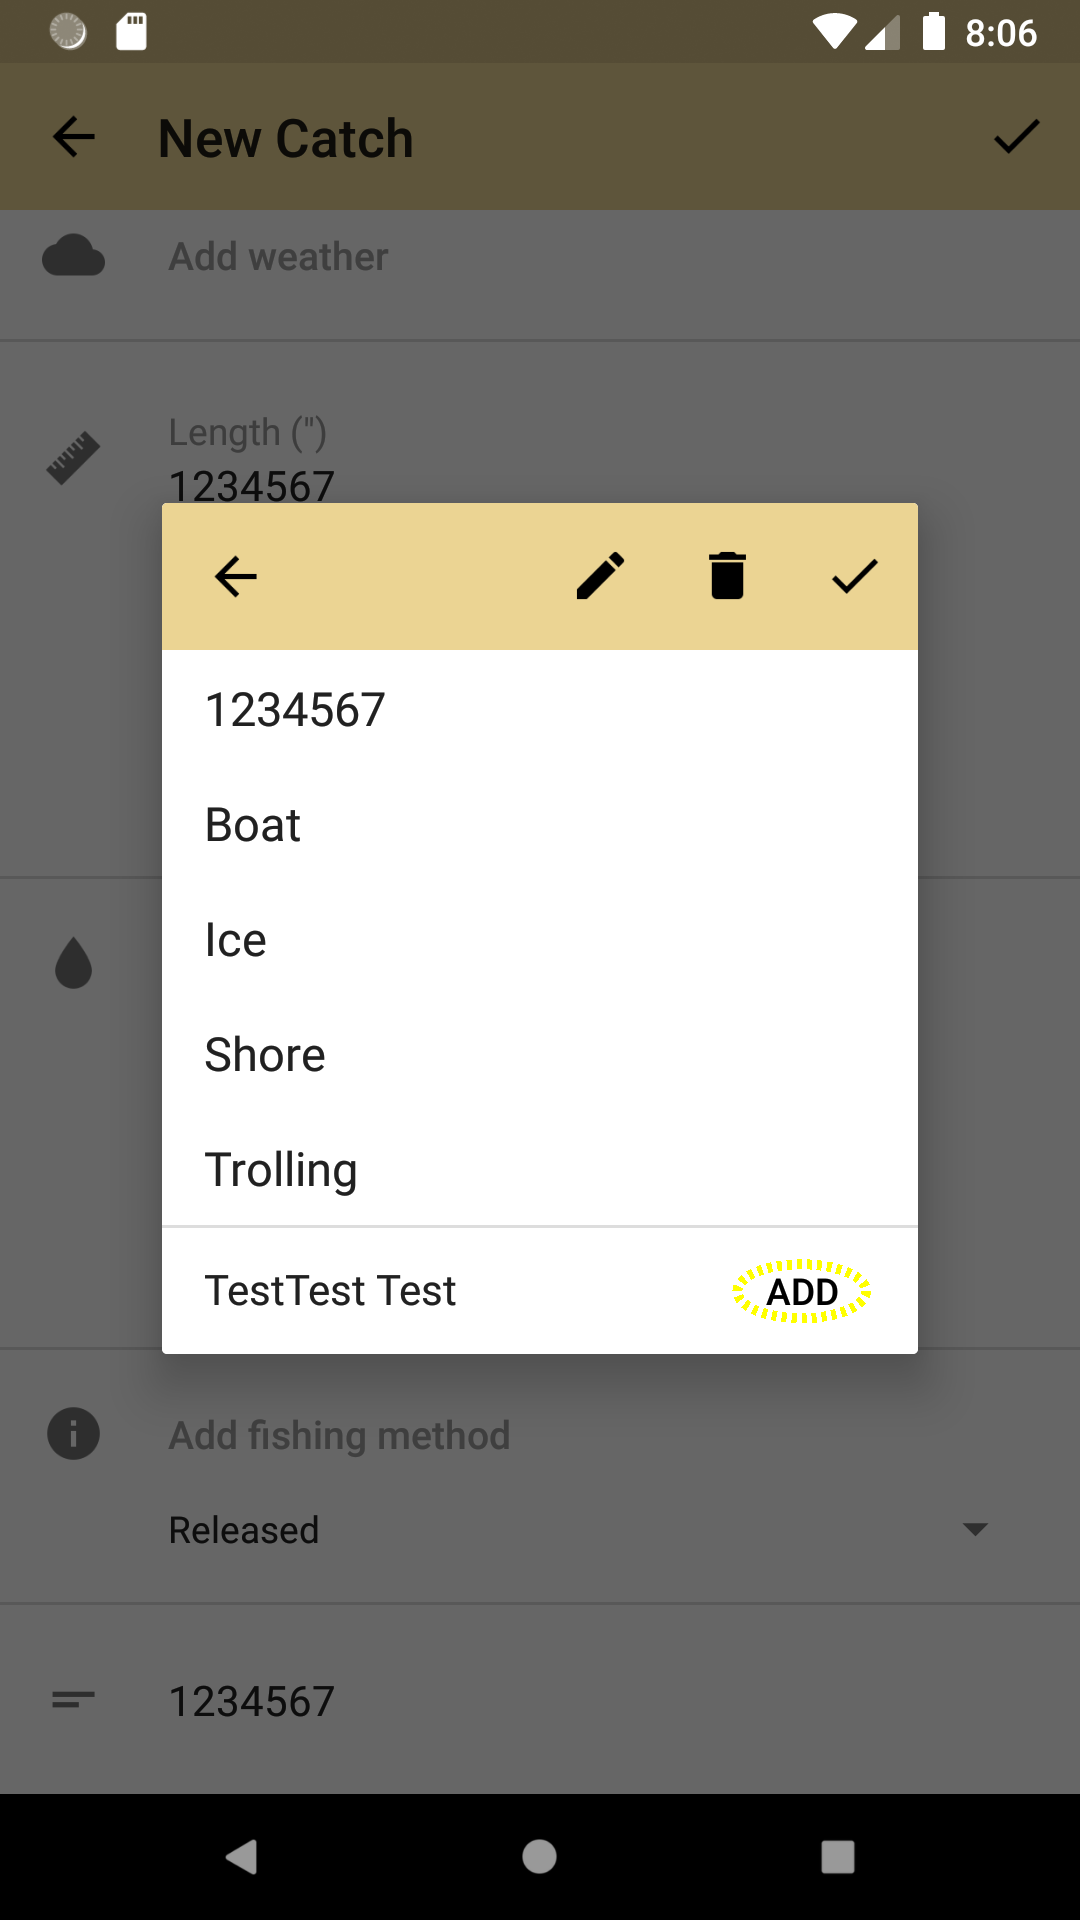 8:06
New Catch
Add weather
Length (")
1234567
1234567
Boat
Ice
Shore
Trolling
TestTest Test ADD
Add fishing method
Released
1234567